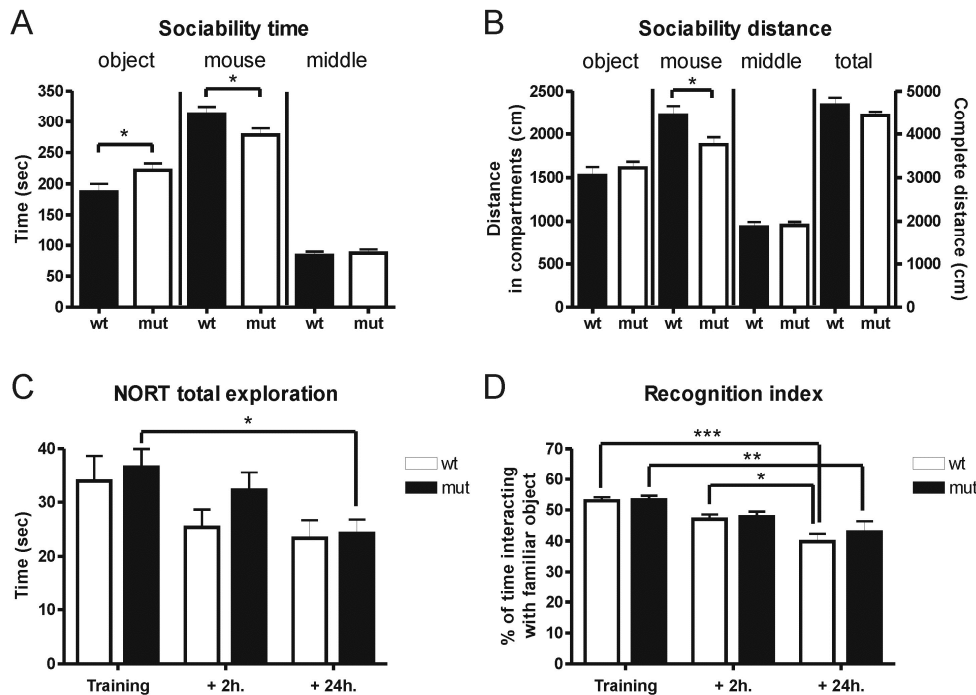 A
Sociability time
object mouse middle
*
*
350
300
250
200
150
100
50
0
Time (sec)
wt mut wt mut wt mut
B
Sociability distance
object mouse middle total
*
2500
2000
1500
1000
500
0
Distance
in compartments (cm)
5000
4000
3000
2000
1000
0
Complete distance (cm)
(cm)
wt mut wt mut wt mut wt mut
C
NORT total exploration
*
40
30
20
10
0
Time (sec)
wt
mut
Training + 2h. + 24h.
D
Recognition index
***
**
*
70
60
50
40
30
20
10
0
% of time interacting
with familiar object
wt
mut
Training + 2h. + 24h.